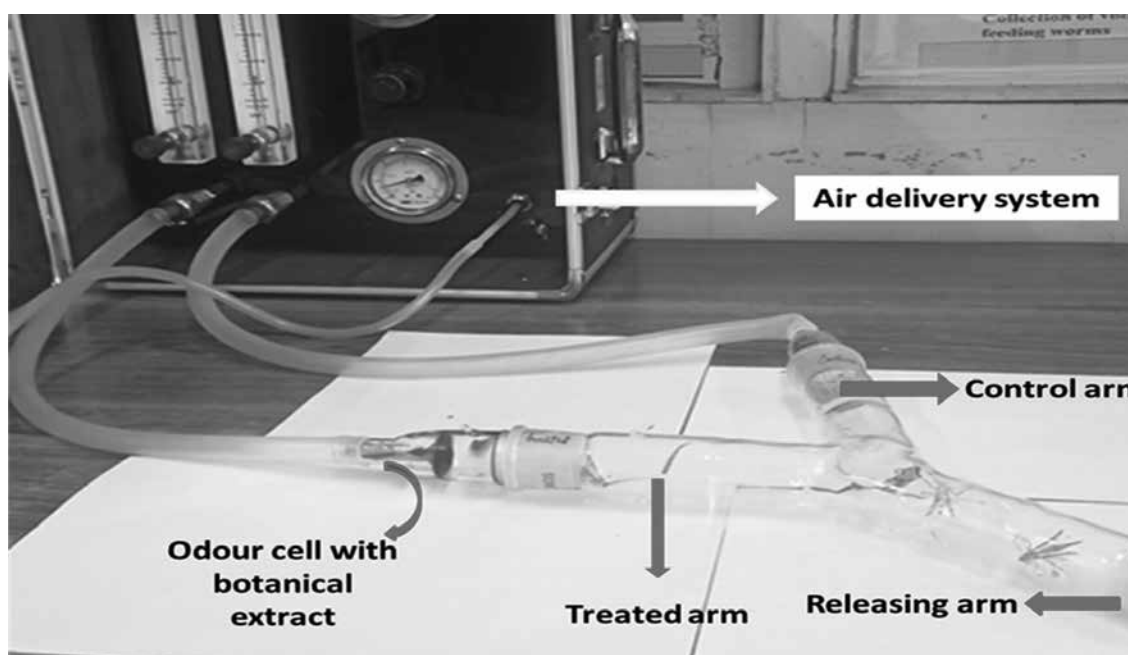 Collection of
feeding worms
Air delivery system
Control arm
Odour cell with
botanical
extract
Treated arm
Releasing arm